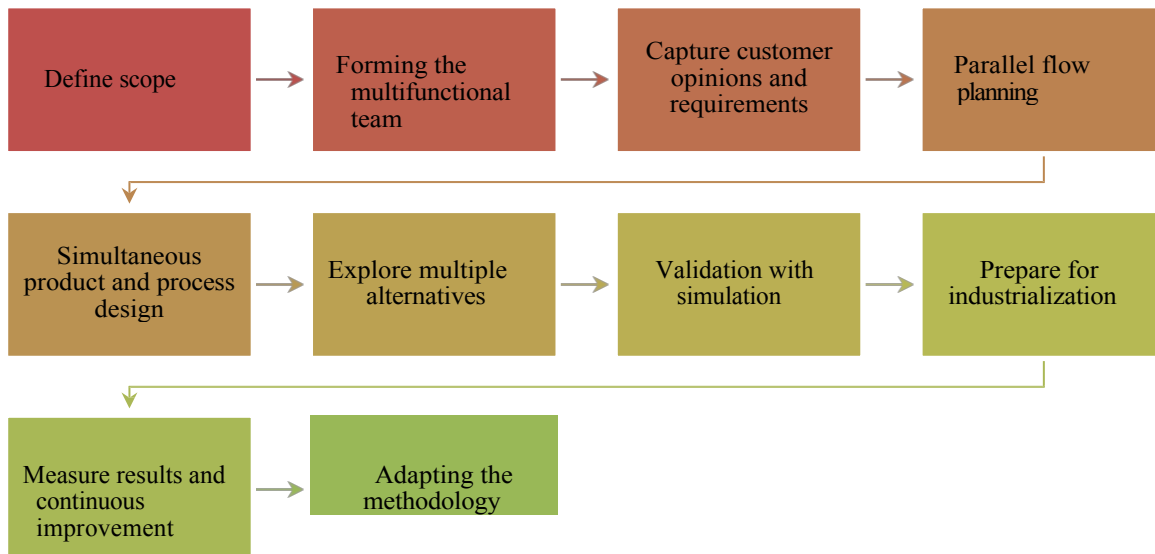 Define scope
Forming the
multifunctional
team
Capture customer
opinions and
requirements
Parallel flow
planning
Simultaneous
product and process
design
Explore multiple
alternatives
Validation with
simulation
Prepare for
industrialization
Measure results and
continuous
improvement
Adapting the
methodology